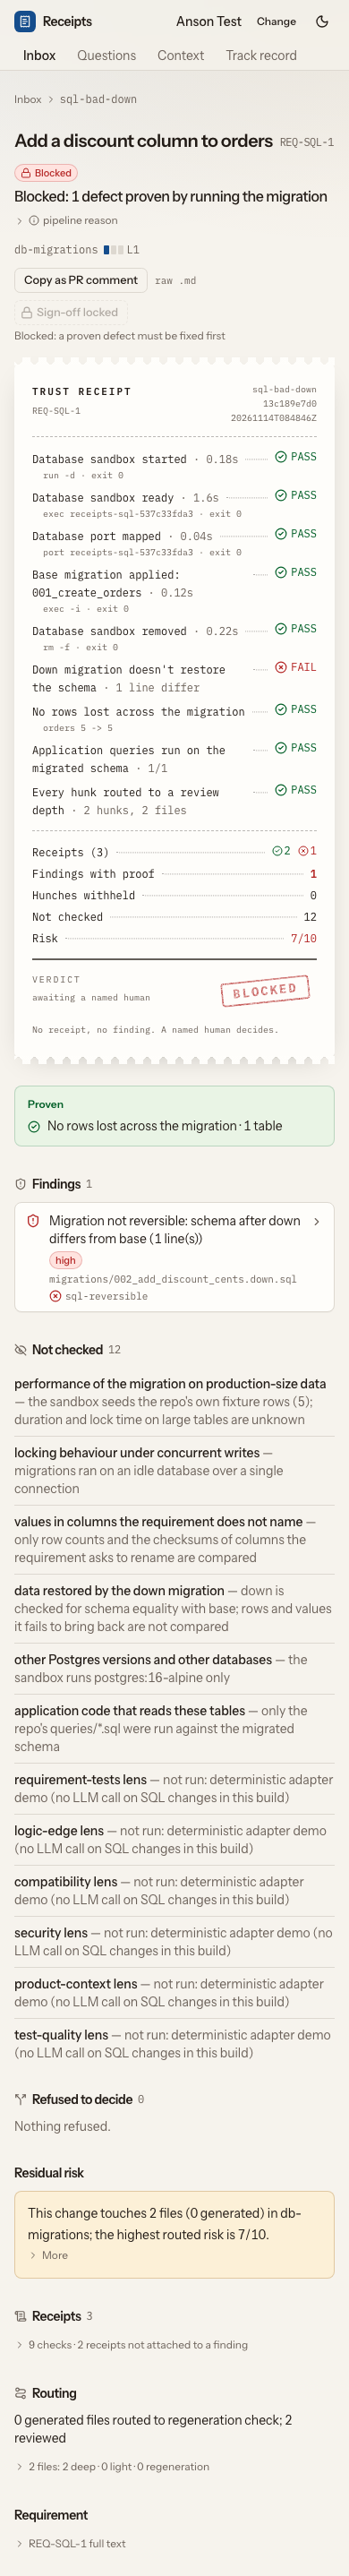 Receipts
Anson Test
Change
Inbox
Questions
Context
Track record
Inbox > sql-bad-down
Add a discount column to orders REQ-SQL-1
Blocked
Blocked: 1 defect proven by running the migration
pipeline reason
db-migrations L1
Copy as PR comment
raw .md
Sign-off locked
Blocked: a proven defect must be fixed first
TRUST RECEIPT
REQ-SQL-1
sql-bad-down
13c189e7d0
20261114T084846Z
Database sandbox started · 0.18s PASS
run -d · exit 0
Database sandbox ready · 1.6s PASS
exec receipts-sql-537c33fda3 · exit 0
Database port mapped · 0.04s PASS
port receipts-sql-537c33fda3 · exit 0
Base migration applied: PASS
001_create_orders · 0.12s
exec -i · exit 0
Database sandbox removed · 0.22s PASS
rm -f · exit 0
Down migration doesn't restore FAIL
the schema · 1 line differ
No rows lost across the migration PASS
orders 5 -> 5
Application queries run on the PASS
migrated schema · 1/1
Every hunk routed to a review PASS
depth · 2 hunks, 2 files
Receipts (3) 2 1
Findings with proof 1
Hunches withheld 0
Not checked 12
Risk 7/10
VERDICT
awaiting a named human
BLOCKED
No receipt, no finding. A named human decides.
Proven
No rows lost across the migration · 1 table
Findings 1
Migration not reversible: schema after down
differs from base (1 line(s))
high
migrations/002_add_discount_cents.down.sql
sql-reversible
Not checked 12
performance of the migration on production-size data
— the sandbox seeds the repo's own fixture rows (5);
duration and lock time on large tables are unknown
locking behaviour under concurrent writes —
migrations ran on an idle database over a single
connection
values in columns the requirement does not name —
only row counts and the checksums of columns the
requirement asks to rename are compared
data restored by the down migration — down is
checked for schema equality with base; rows and values
it fails to bring back are not compared
other Postgres versions and other databases — the
sandbox runs postgres:16-alpine only
application code that reads these tables — only the
repo's queries/*.sql were run against the migrated
schema
requirement-tests lens — not run: deterministic adapter
demo (no LLM call on SQL changes in this build)
logic-edge lens — not run: deterministic adapter demo
(no LLM call on SQL changes in this build)
compatibility lens — not run: deterministic adapter
demo (no LLM call on SQL changes in this build)
security lens — not run: deterministic adapter demo (no
LLM call on SQL changes in this build)
product-context lens — not run: deterministic adapter
demo (no LLM call on SQL changes in this build)
test-quality lens — not run: deterministic adapter demo
(no LLM call on SQL changes in this build)
Refused to decide 0
Nothing refused.
Residual risk
This change touches 2 files (0 generated) in db-
migrations; the highest routed risk is 7/10.
More
Receipts 3
9 checks · 2 receipts not attached to a finding
Routing
0 generated files routed to regeneration check; 2
reviewed
2 files: 2 deep · 0 light · 0 regeneration
Requirement
REQ-SQL-1 full text